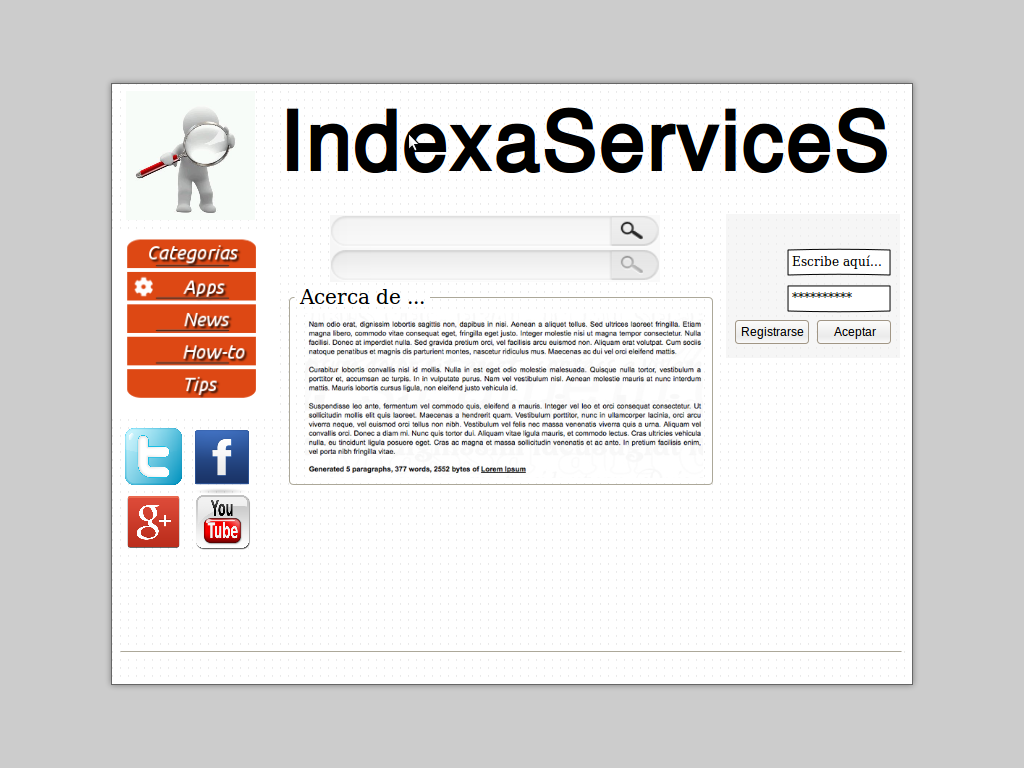 IndexaServiceS
Categorias
Apps
News
How-to
Tips
t
f
g+
You
Tube
Acerca de ...
Nam odio erat, dignissim lobortis sagittis non, dapibus in nisi. Aenean a aliquet tellus. Sed ultrices laoreet fringilla. Etiam
magna libero, commodo vitae consequat eget, fringilla eget justo. Integer molestie nisi ut magna tempor consectetur. Nulla
facilisi. Donec at imperdiet nulla. Sed gravida pretium orci, vel facilisis arcu euismod non. Aliquam erat volutpat. Cum sociis
natoque penatibus et magnis dis parturient montes, nascetur ridiculus mus. Maecenas ac dui vel orci eleifend mattis.
Curabitur lobortis convallis nisl id mollis. Nulla in est eget odio molestie malesuada. Quisque nulla tortor, vestibulum a
porttitor et, accumsan ac turpis. In in vulputate purus. Nam vel vestibulum nisl. Aenean molestie mauris at nunc interdum
mattis. Mauris lobortis cursus ligula, non eleifend justo vehicula id.
Suspendisse leo ante, fermentum vel commodo quis, eleifend a mauris. Integer vel leo et orci consequat consectetur. Ut
sollicitudin mollis elit quis laoreet. Maecenas a hendrerit quam. Vestibulum porttitor, nunc in ullamcorper lacinia, orci arcu
viverra neque, vel euismod orci tellus non nibh. Vestibulum vel felis nec massa venenatis viverra quis a urna. Aliquam vel
convallis orci. Donec a diam mi. Nunc quis tortor dui. Aliquam vitae ligula mauris, et commodo lectus. Cras ultricies vehicula
nulla, eu tincidunt ligula posuere eget. Cras ac magna et massa sollicitudin venenatis et ac ante. In pretium facilisis enim,
vel porta nibh fringilla vitae.
Generated 5 paragraphs, 377 words, 2552 bytes of Lorem Ipsum
Escribe aquí...
**********
Registrarse
Aceptar